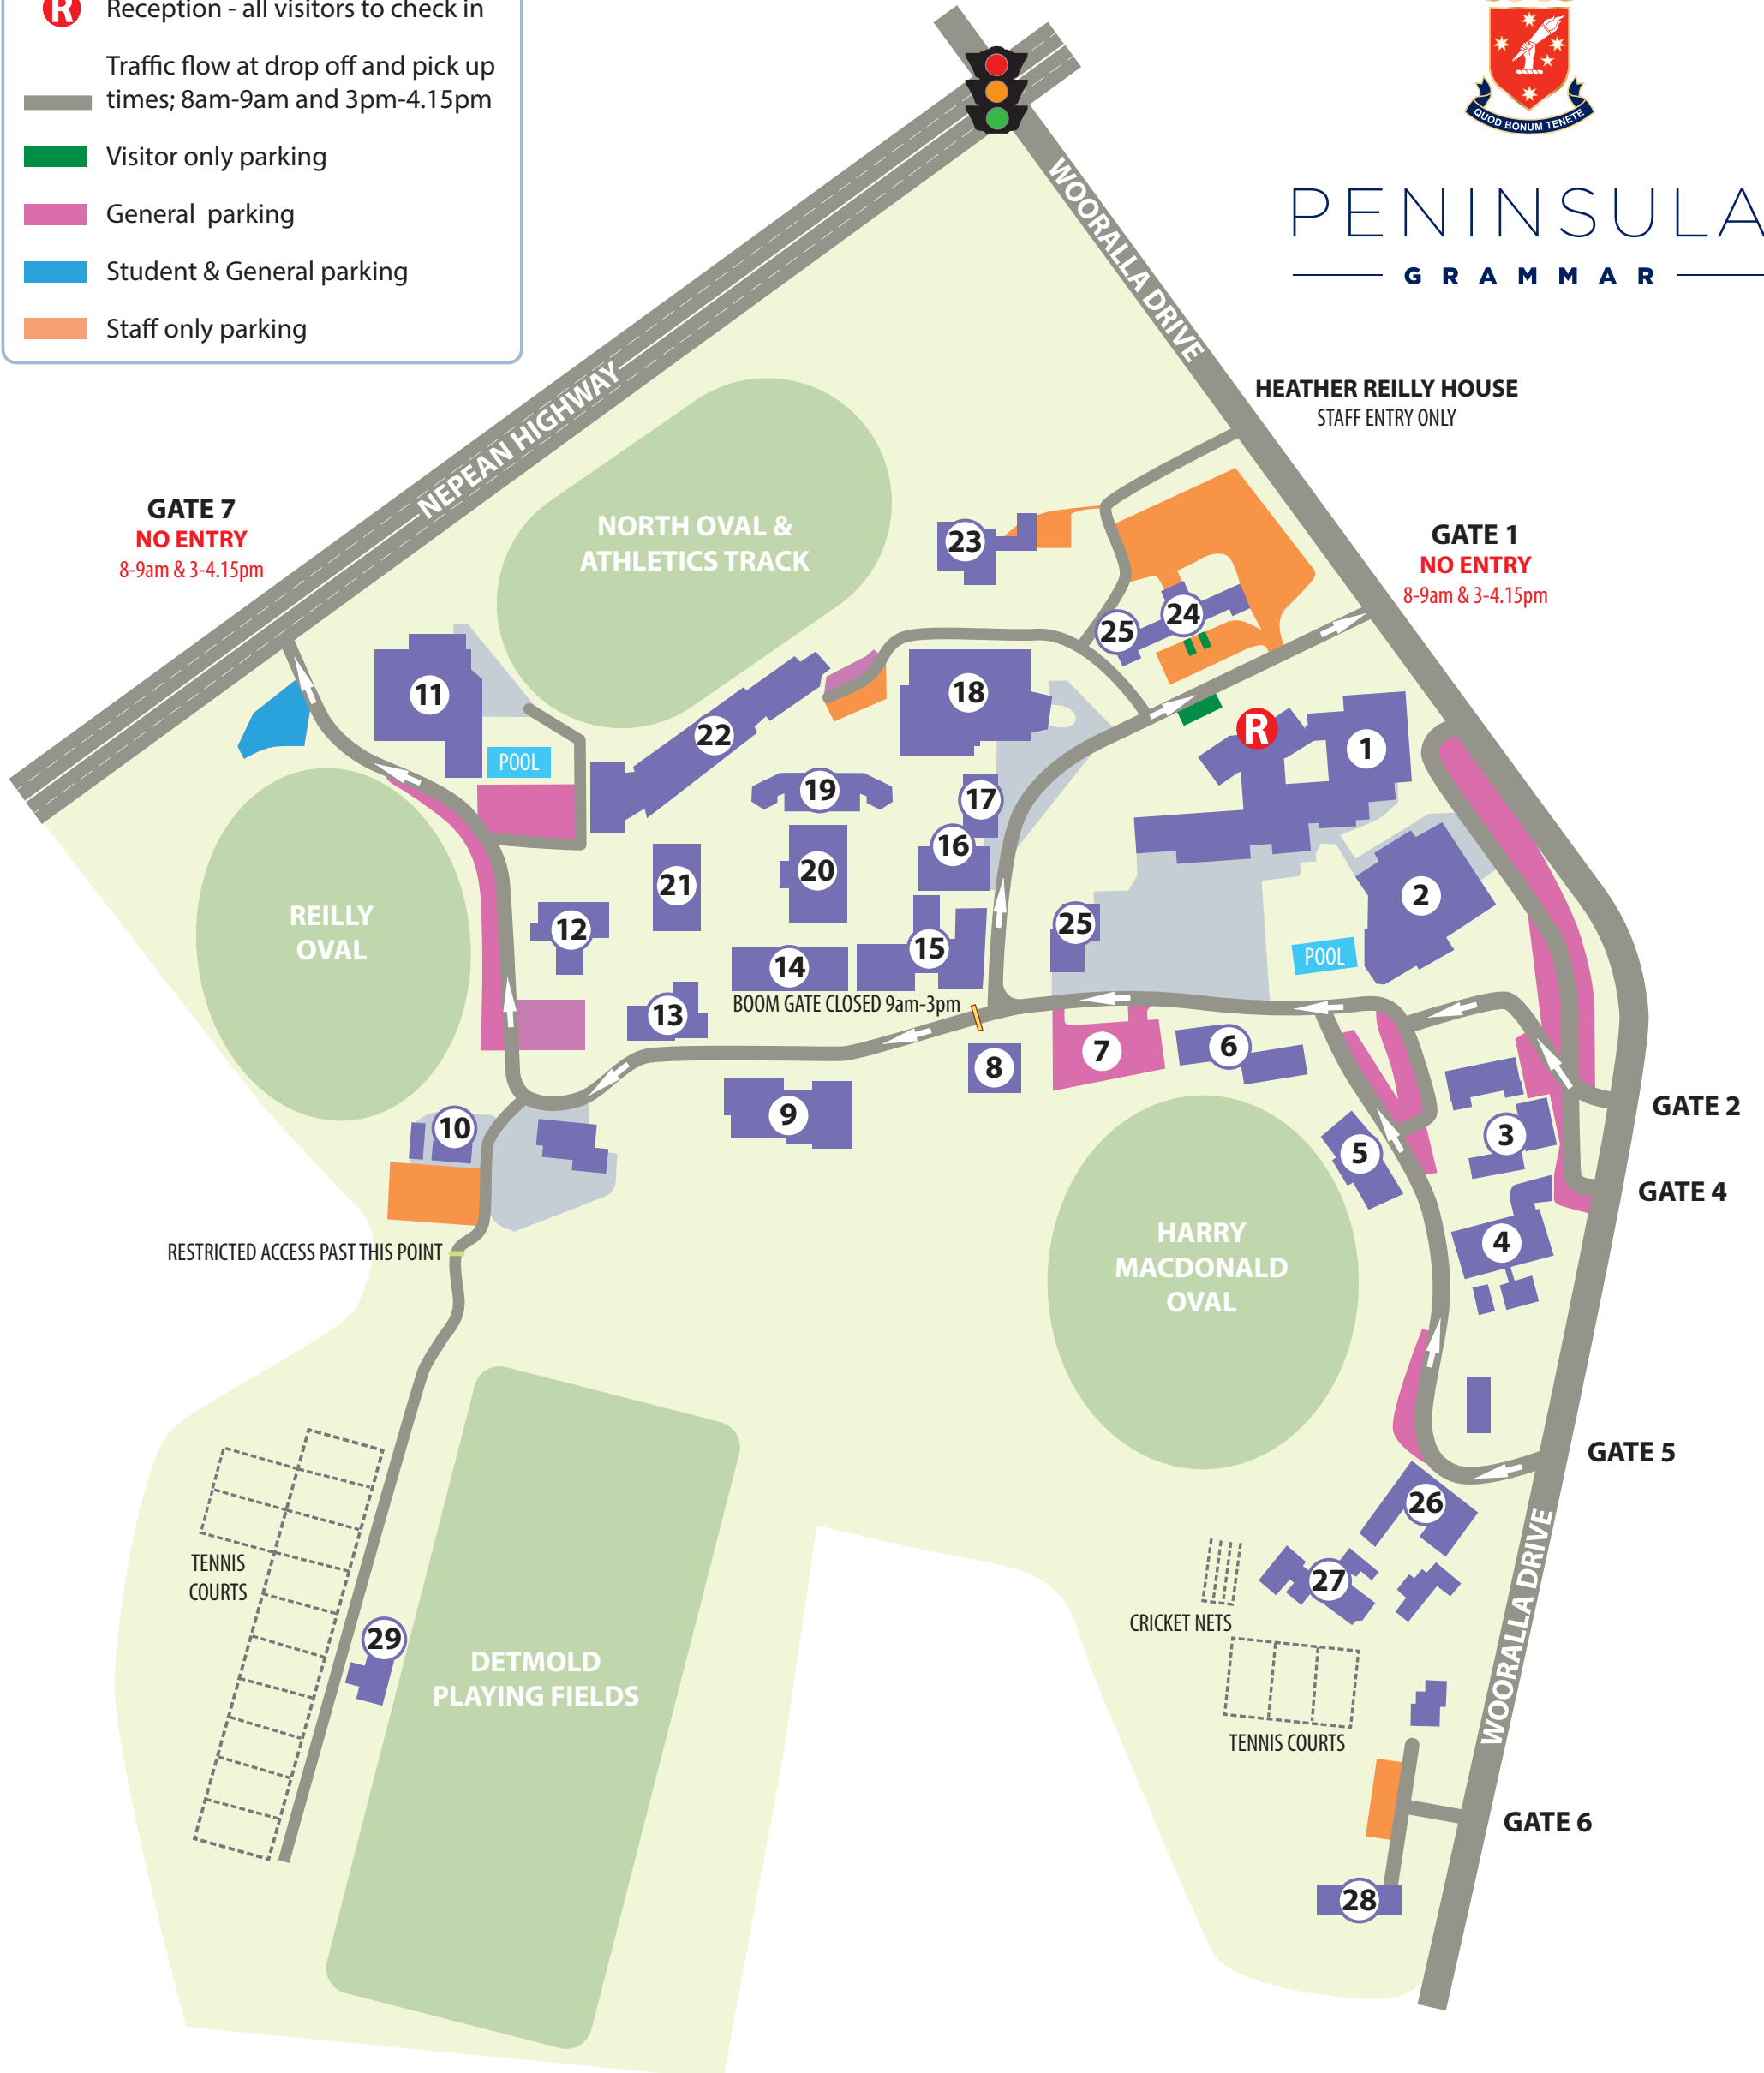 R Reception - all visitors to check in
Traffic flow at drop off and pick up
times; 8am-9am and 3pm-4.15pm
Visitor only parking
General parking
Student & General parking
Staff only parking
QUOD BONUM TENETE
PENINSULA
GRAMMAR
WOORALLA DRIVE
NEPEAN HIGHWAY
HEATHER REILLY HOUSE
STAFF ENTRY ONLY
GATE 7
NO ENTRY
8-9am & 3-4.15pm
GATE 1
NO ENTRY
8-9am & 3-4.15pm
NORTH OVAL &
ATHLETICS TRACK
23
24
25
11
22
18
R
1
POOL
19
17
16
20
21
2
REILLY
OVAL
12
25
15
14
POOL
BOOM GATE CLOSED 9am-3pm
13
7
6
8
GATE 2
9
10
3
5
GATE 4
HARRY
MACDONALD
OVAL
4
RESTRICTED ACCESS PAST THIS POINT
GATE 5
26
TENNIS
COURTS
27
CRICKET NETS
29
DETMOLD
PLAYING FIELDS
WOORALLA DRIVE
TENNIS COURTS
GATE 6
28